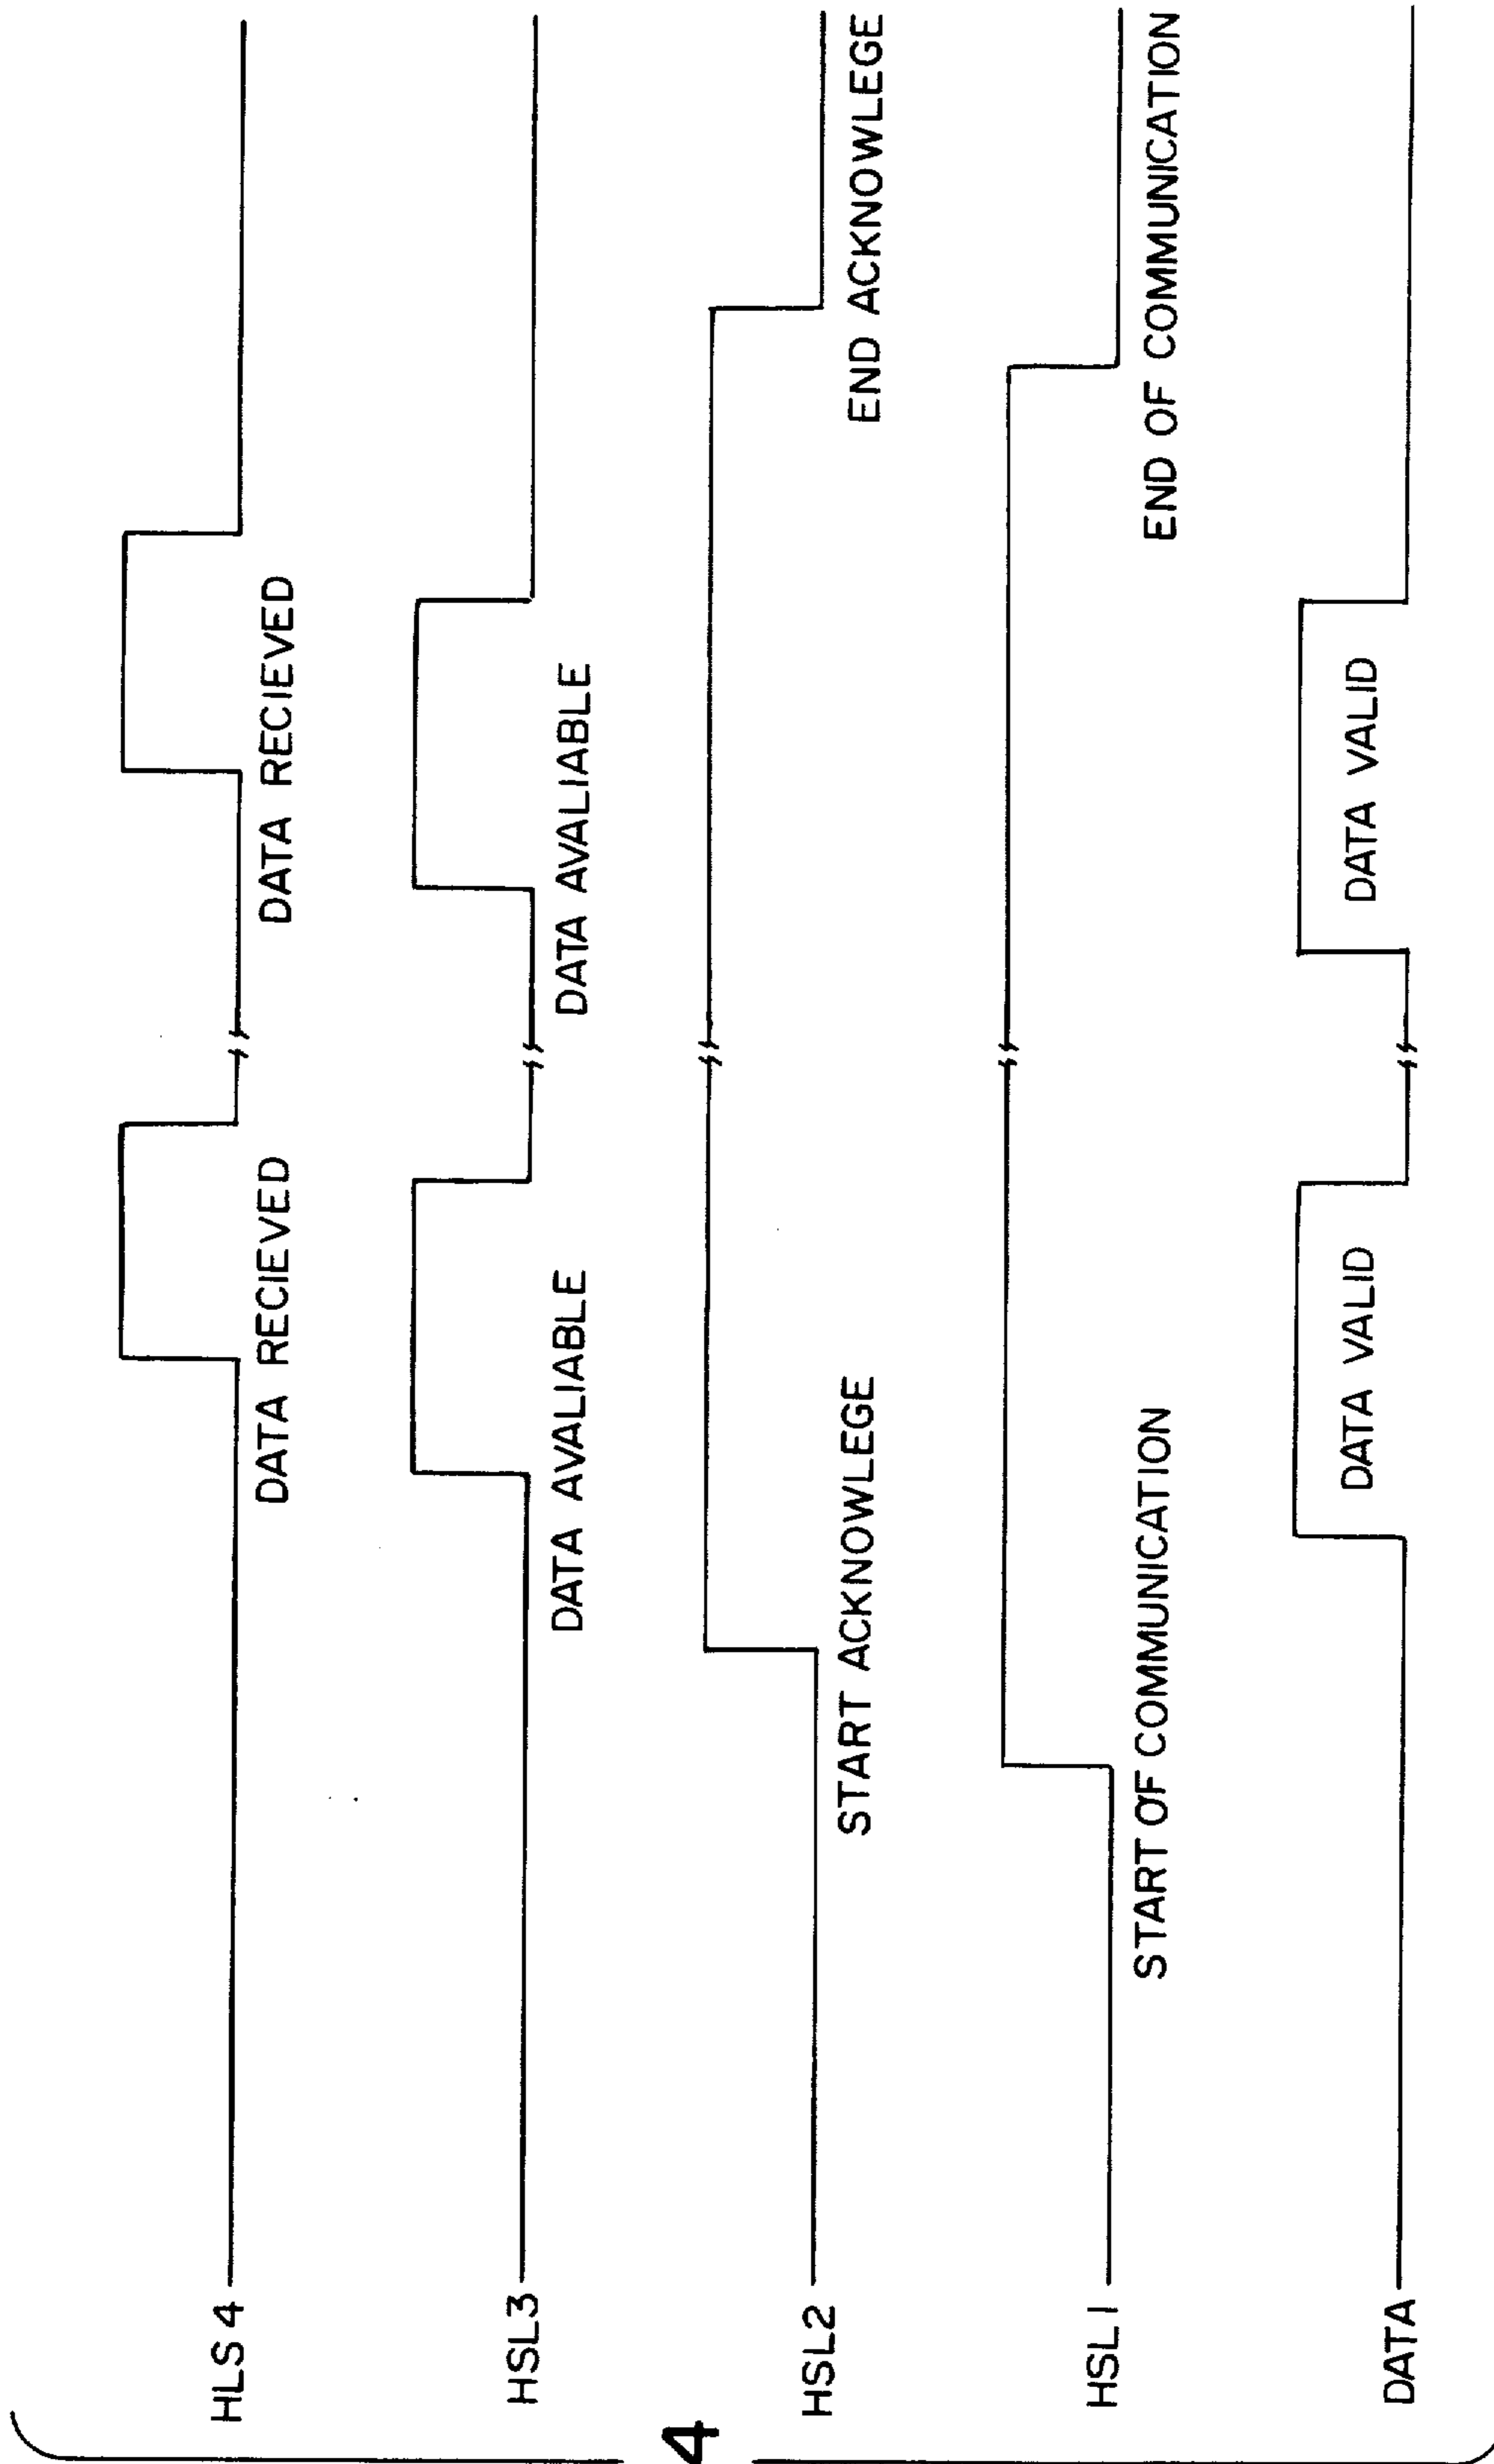 HLS 4
DATA RECIEVED
DATA RECIEVED
HSL3
DATA AVALIABLE
DATA AVALIABLE
HSL2
START ACKNOWLEGE
END ACKNOWLEGE
HSL1
START OF COMMUNICATION
END OF COMMUNICATION
DATA
DATA VALID
DATA VALID
4